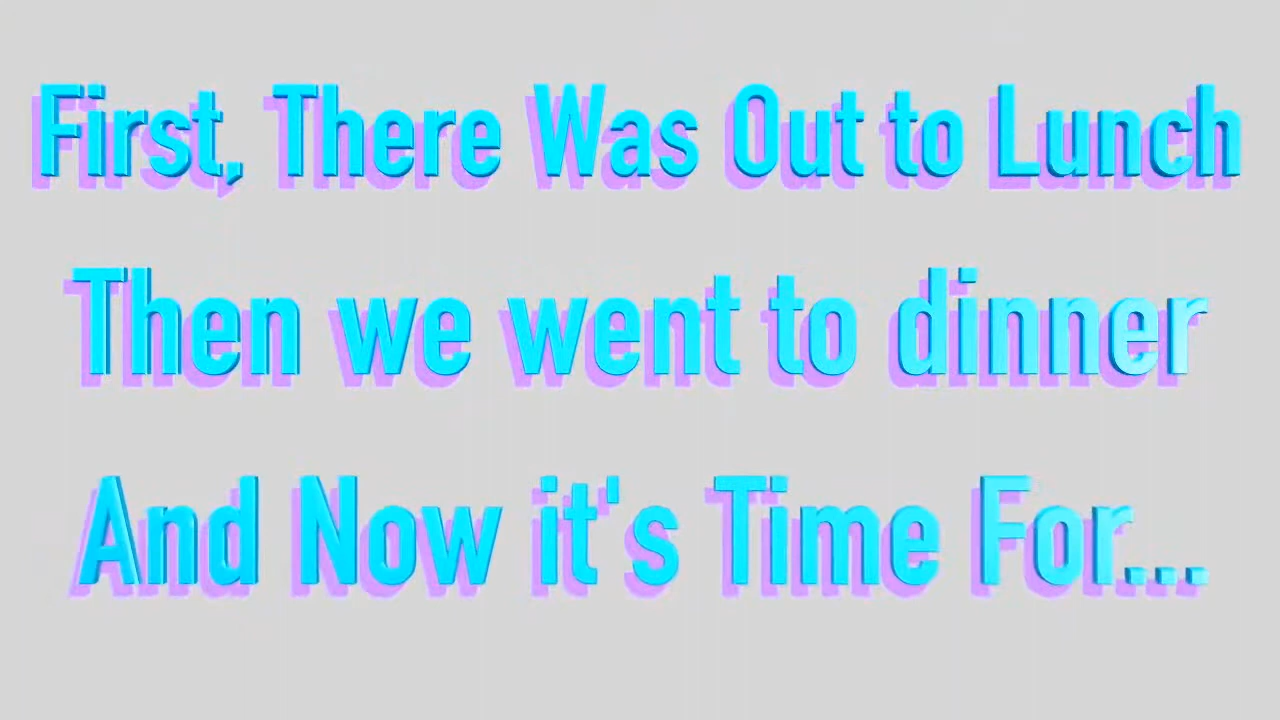 First, There Was Out to Lunch
Then we went to dinner
And Now it's Time For...